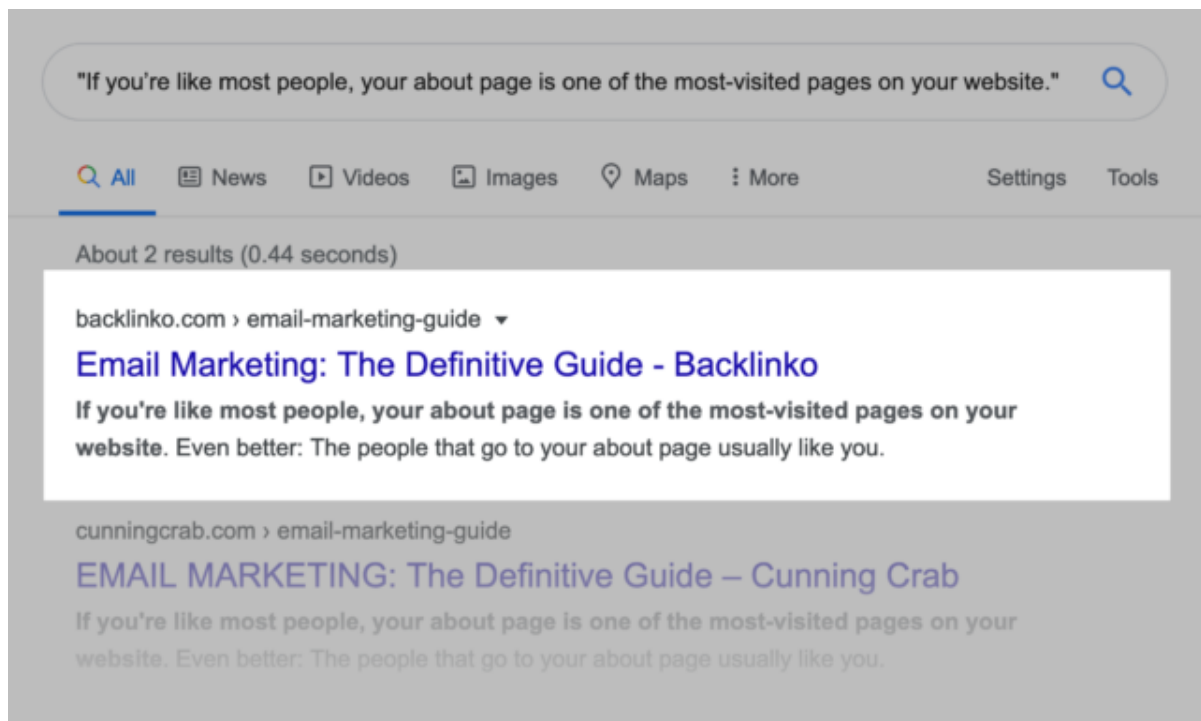 "If you’re like most people, your about page is one of the most-visited pages on your website."
All News Videos Images Maps More Settings Tools
About 2 results (0.44 seconds)
backlinko.com › email-marketing-guide
Email Marketing: The Definitive Guide - Backlinko
If you're like most people, your about page is one of the most-visited pages on your
website. Even better: The people that go to your about page usually like you.
cunningcrab.com › email-marketing-guide
EMAIL MARKETING: The Definitive Guide – Cunning Crab
If you're like most people, your about page is one of the most-visited pages on your
website. Even better: The people that go to your about page usually like you.